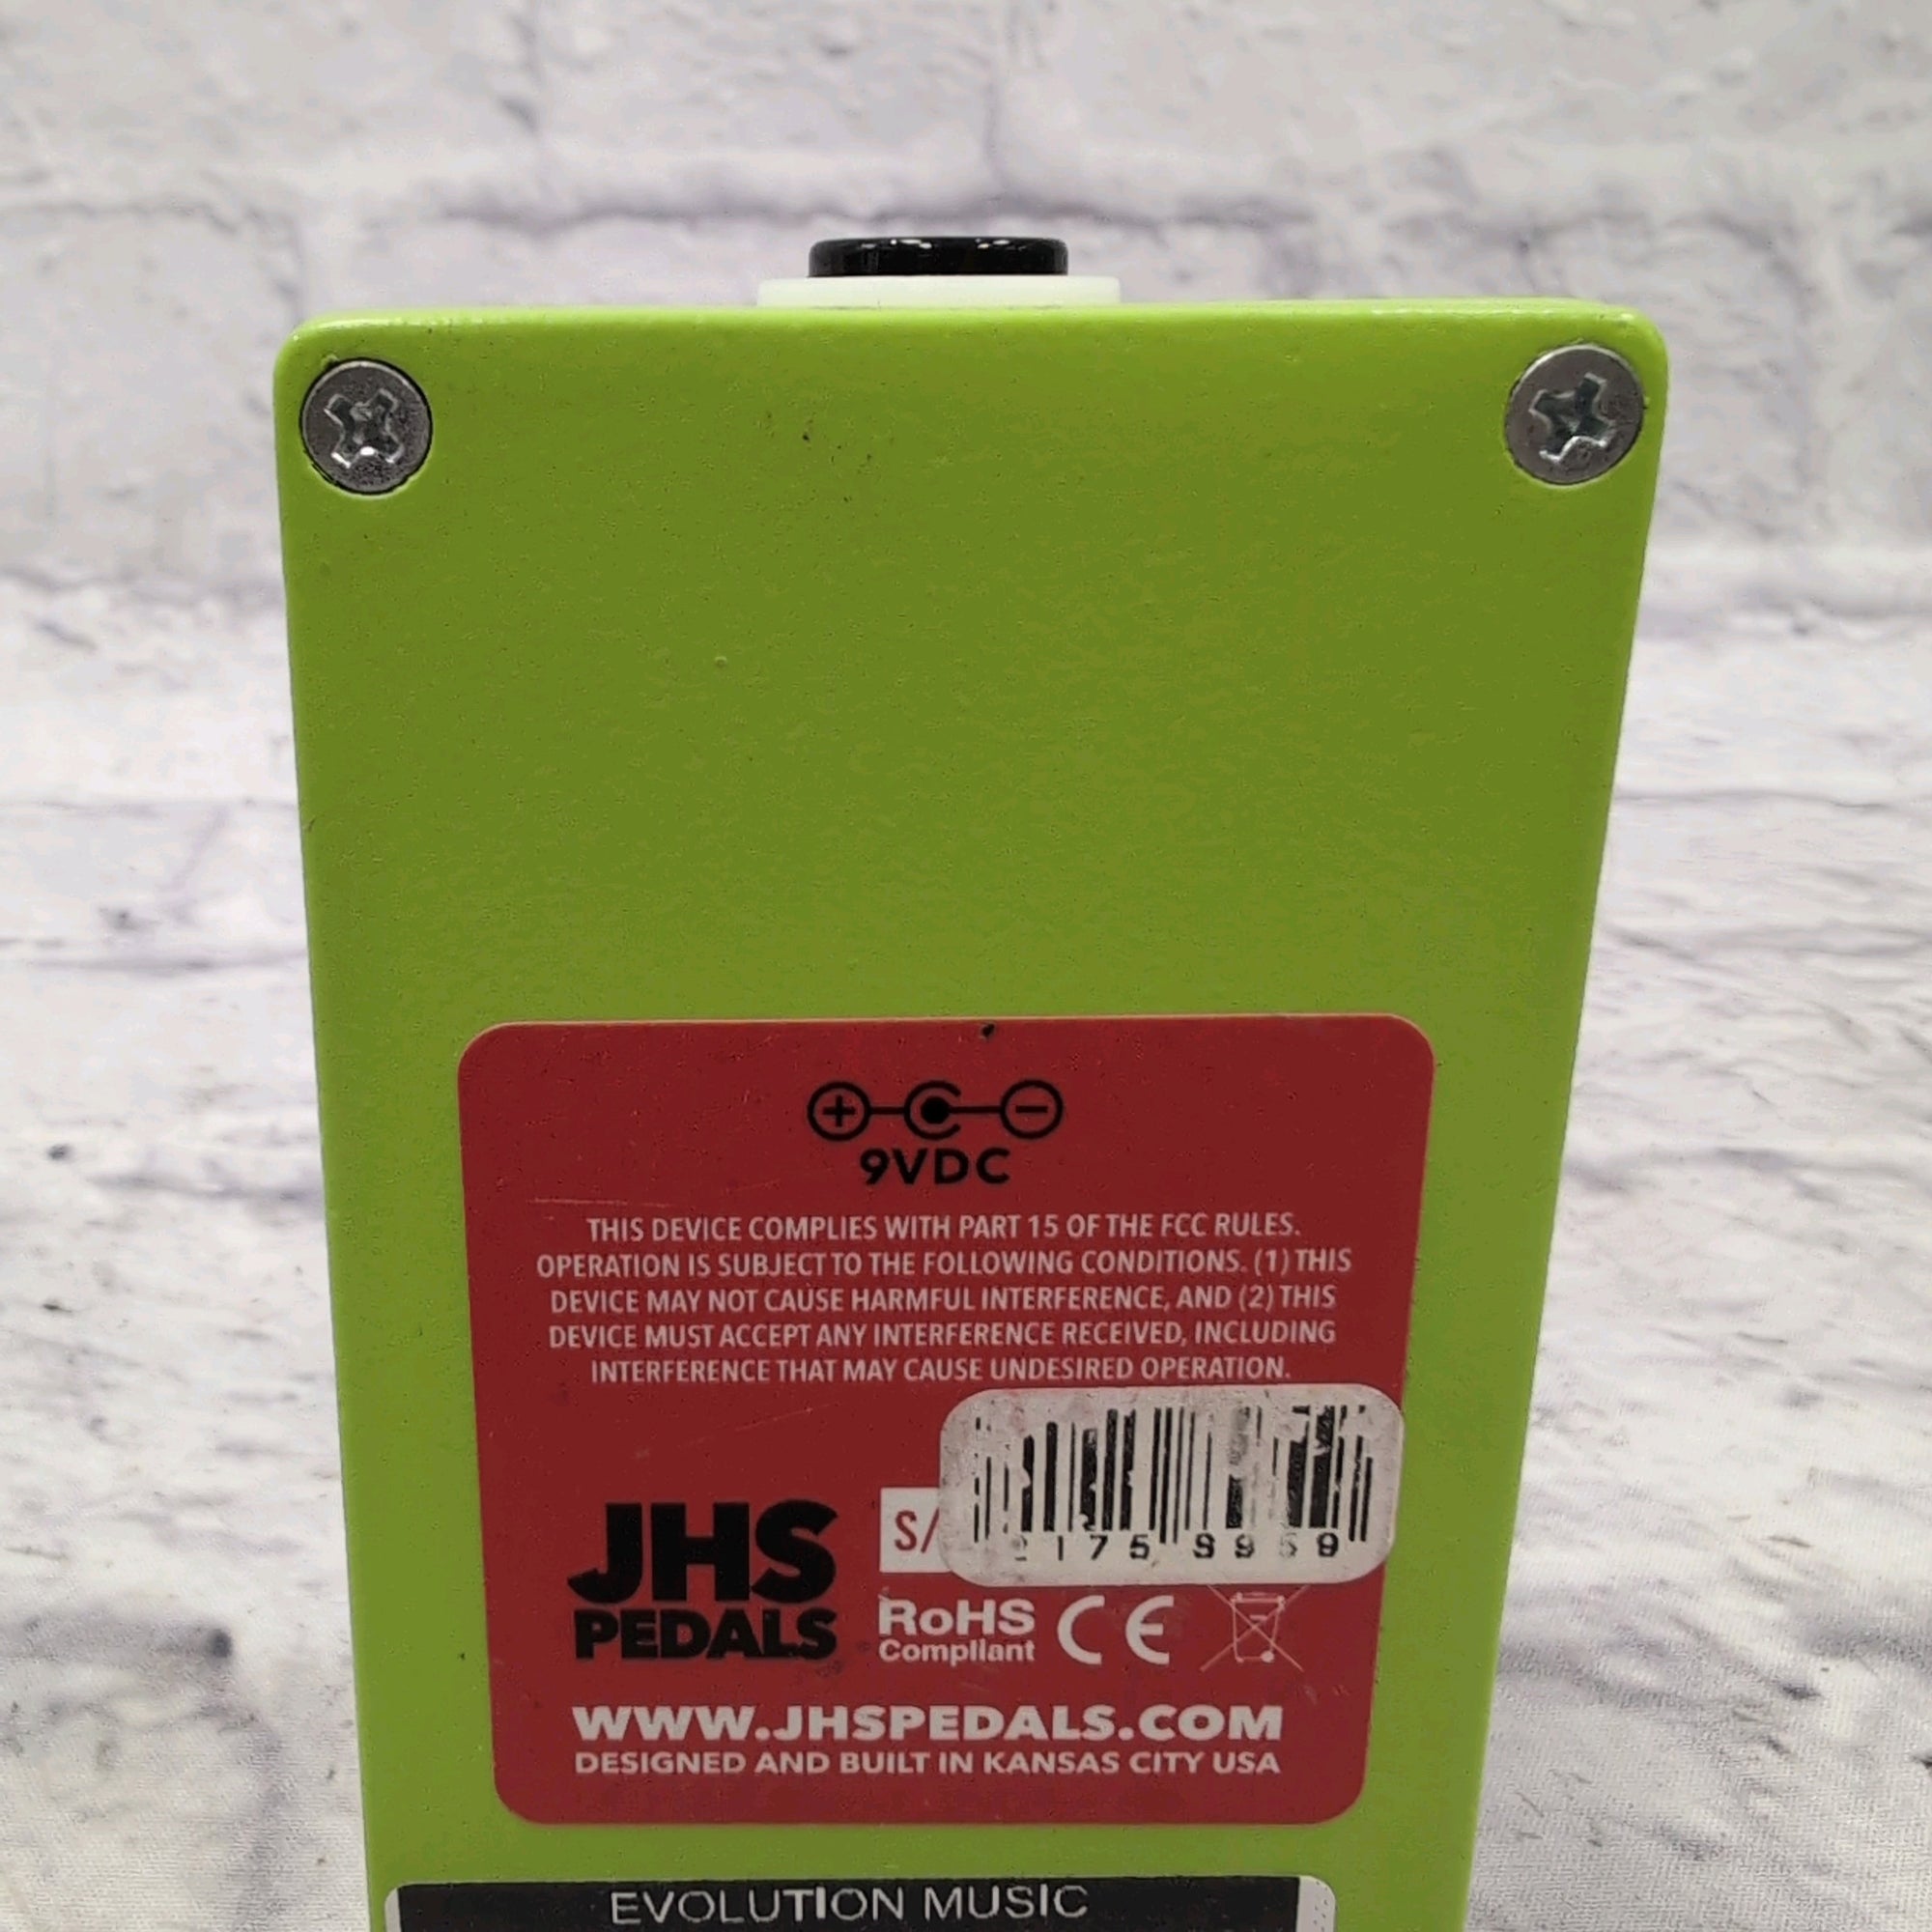 9VDC
THIS DEVICE COMPLIES WITH PART 15 OF THE FCC RULES.
OPERATION IS SUBJECT TO THE FOLLOWING CONDITIONS. (1) THIS
DEVICE MAY NOT CAUSE HARMFUL INTERFERENCE, AND (2) THIS
DEVICE MUST ACCEPT ANY INTERFERENCE RECEIVED, INCLUDING
INTERFERENCE THAT MAY CAUSE UNDESIRED OPERATION.
JHS
PEDALS
S/
RoHS
Compliant
CE
WWW.JHSPEDALS.COM
DESIGNED AND BUILT IN KANSAS CITY USA
EVOLUTION MUSIC